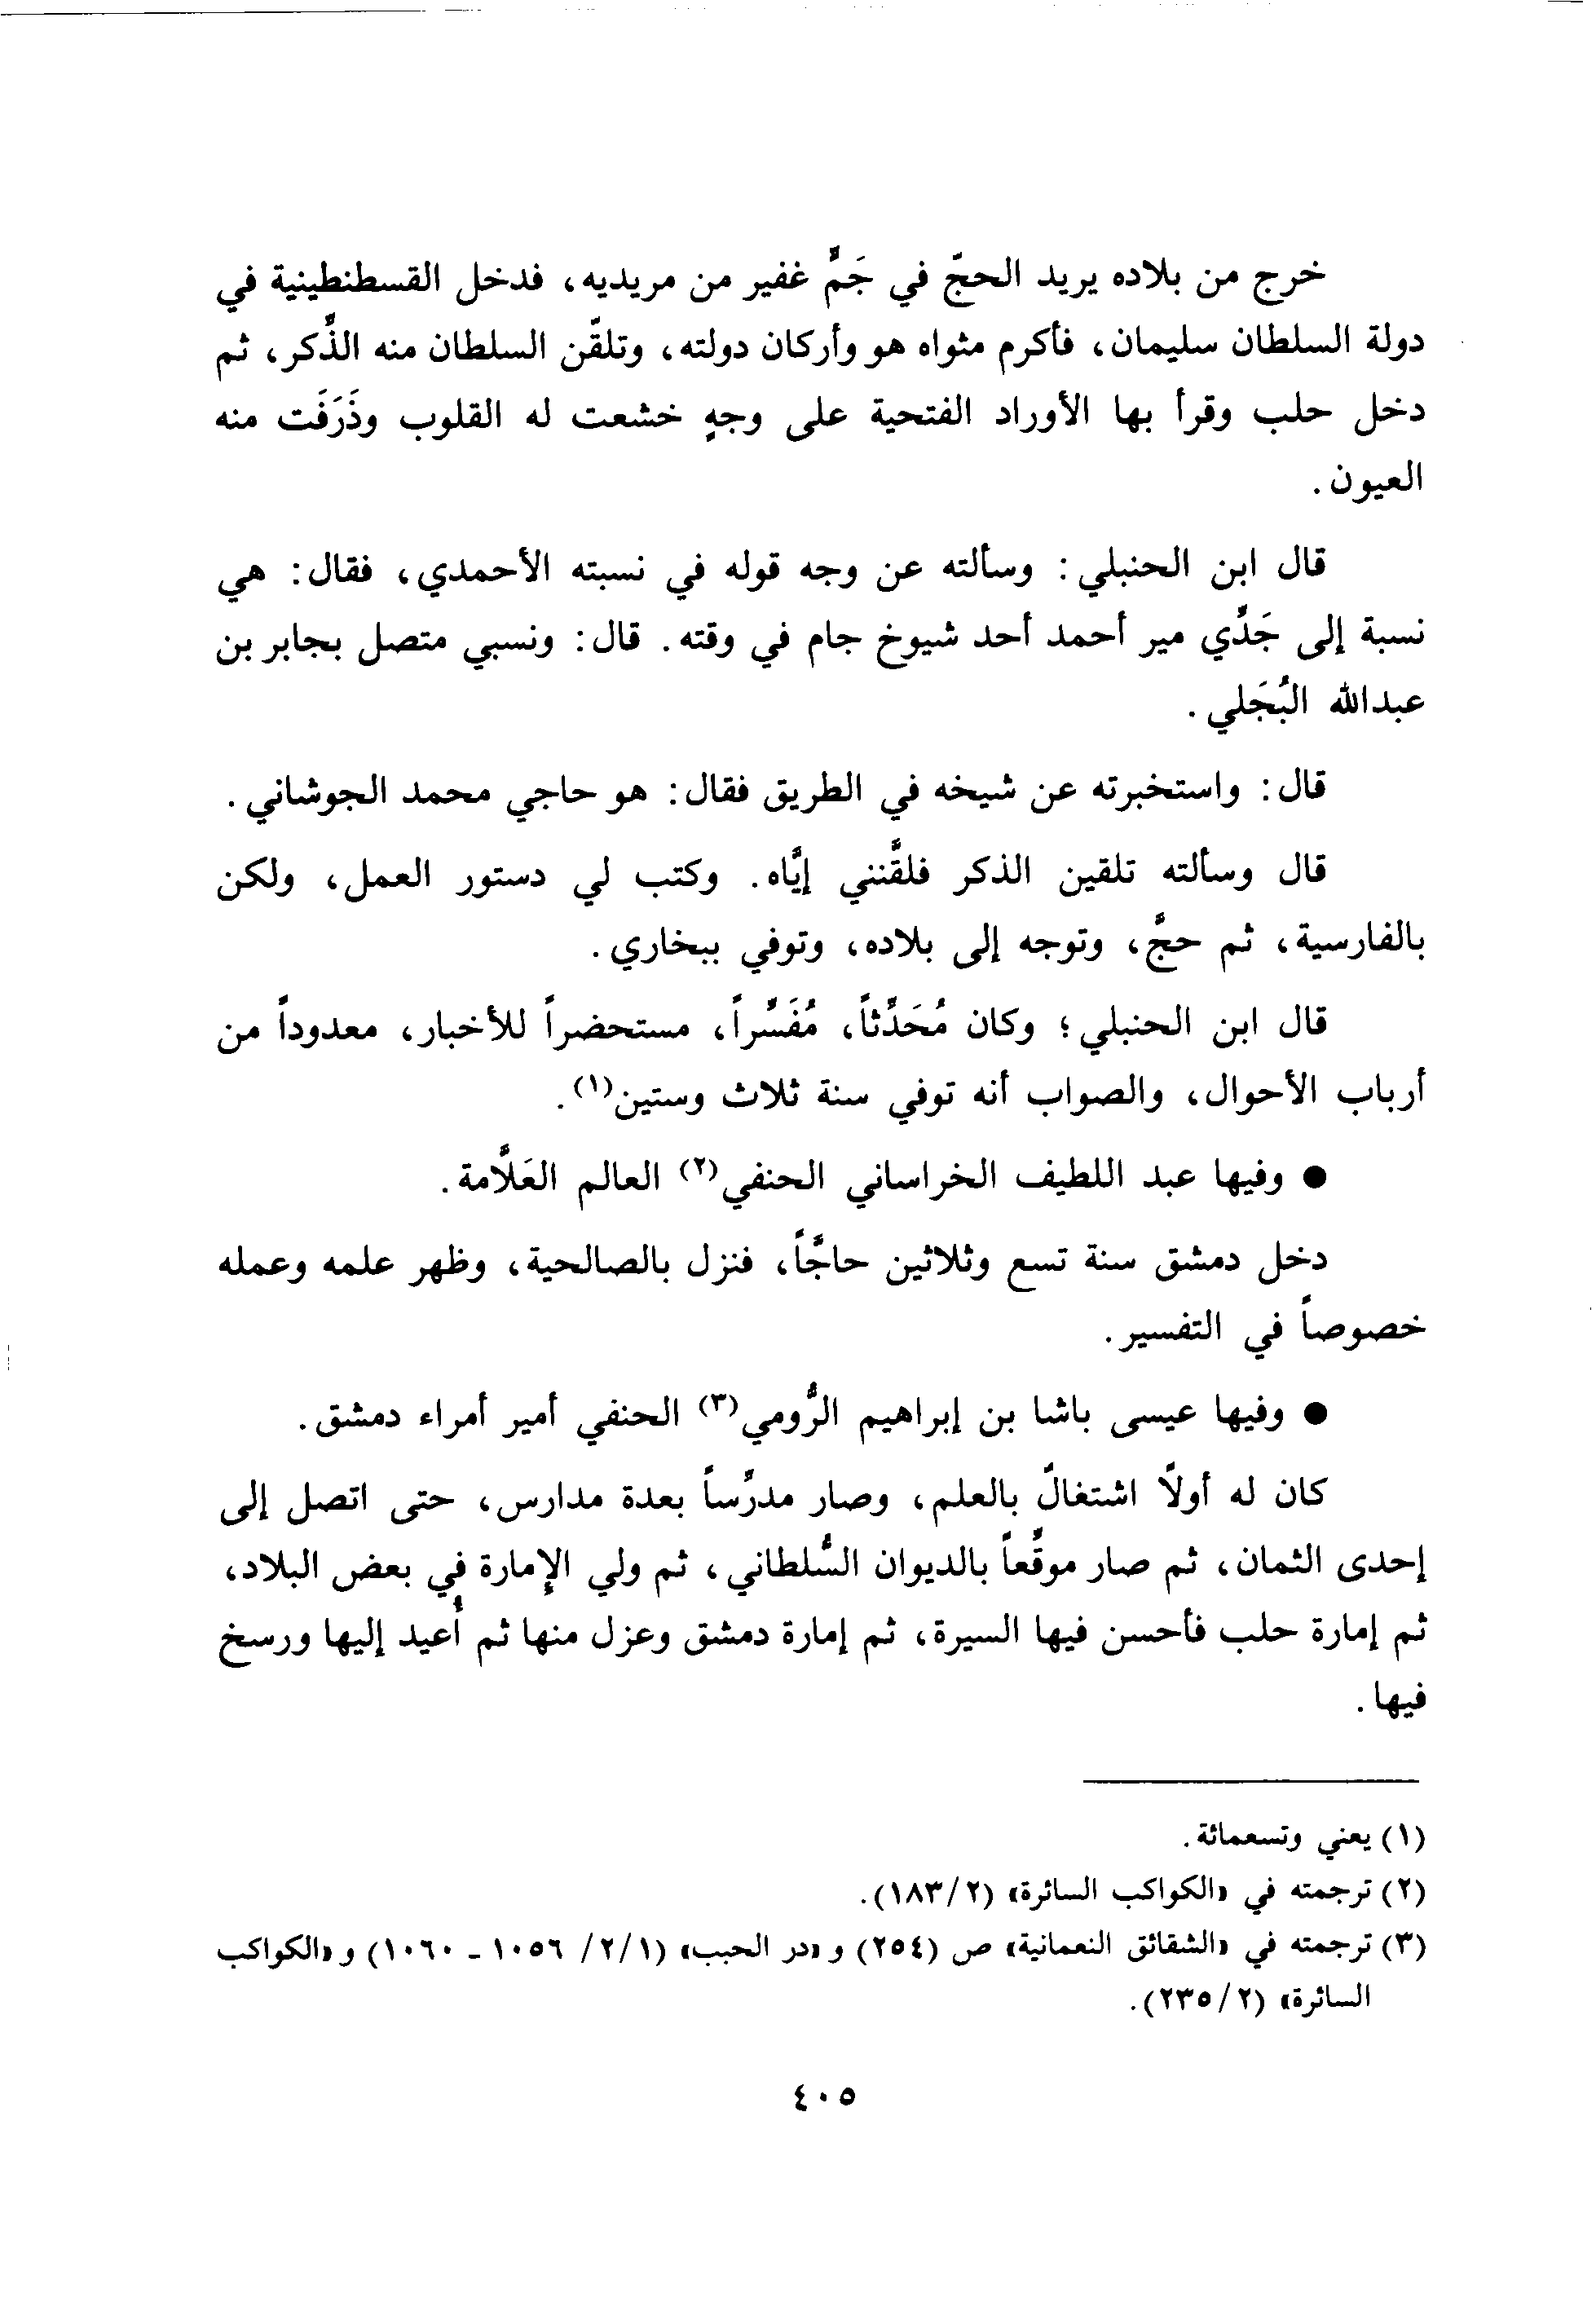 خرج من بلاده يريد الحجّ في جَمٍّ غفير من مريديه، فدخل القسطنطينية في
دولة السلطان سليمان، فأكرم مثواه هو وأركان دولته، وتلقّن السلطان منه الذِّكر، ثم
دخل حلب وقرأ بها الأوراد الفتحية على وجهٍ خشعت له القلوب وذَرَفَت منه
العيون.
قال ابن الحنبلي: وسألته عن وجه قوله في نسبته الأحمدي، فقال: هي
نسبة إلى جَدِّي مير أحمد أحد شيوخ جام في وقته. قال: ونسبي متصل بجابر بن
عبدالله البُجَلي.
قال: واستخبرته عن شيخه في الطريق فقال: هو حاجي محمد الجوشاني.
قال وسألته تلقين الذكر فلقَّنني إيَّاه. وكتب لي دستور العمل، ولكن
بالفارسية، ثم حجَّ، وتوجه إلى بلاده، وتوفي ببخاري.
قال ابن الحنبلي؛ وكان مُحَدِّثاً، مُفَسِّراً، مستحضراً للأخبار، معدوداً من
أرباب الأحوال، والصواب أنه توفي سنة ثلاث وستين(١).
● وفيها عبد اللطيف الخراساني الحنفي(٢) العالم العَلَّامة.
دخل دمشق سنة تسع وثلاثين حاجَّاً، فنزل بالصالحية، وظهر علمه وعمله
خصوصاً في التفسير.
● وفيها عيسى باشا بن إبراهيم الرُّومي(٣) الحنفي أمير أمراء دمشق.
كان له أولًا اشتغالٌ بالعلم، وصار مدرِّساً بعدة مدارس، حتى اتصل إلى
إحدى الثمان، ثم صار موقِّعاً بالديوان السُّلطاني، ثم ولي الإمارة في بعض البلاد،
ثم إمارة حلب فأحسن فيها السيرة، ثم إمارة دمشق وعزل منها ثم أُعيد إليها ورسخ
فيها.
(١) يعني وتسعمائة.
(٢) ترجمته في «الكواكب السائرة» (٢/١٨٣).
(٣) ترجمته في «الشقائق النعمانية» ص (٢٥٤) و «در الحبب» (١/٢/ ١٠٥٦ - ١٠٦٠) و «الكواكب
السائرة» (٢/٢٣٥).
٤٠٥